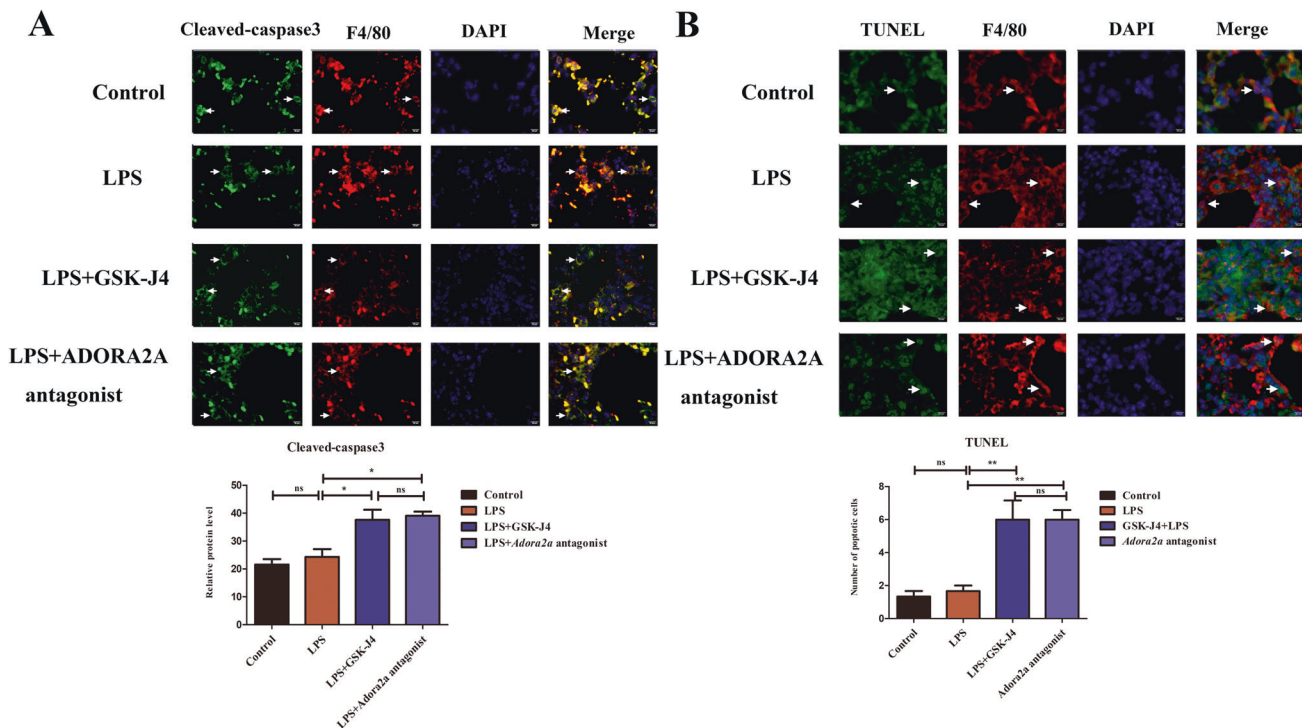 A
Cleaved-caspase3 F4/80 DAPI Merge
Control
LPS
LPS+GSK-J4
LPS+ADORA2A
antagonist
Cleaved-caspase3
*
ns * ns
50
40
30
20
10
0
Relative protein level
Control
LPS
LPS+GSK-J4
LPS+Adora2a antagonist
Control
LPS
LPS+GSK-J4
LPS+Adora2a antagonist
B
TUNEL F4/80 DAPI Merge
Control
LPS
LPS+GSK-J4
LPS+ADORA2A
antagonist
TUNEL
ns **
**
ns
8
6
4
2
0
Number of poptotic cells
Control
LPS
LPS+GSK-J4
Adora2a antagonist
Control
LPS
GSK-J4+LPS
Adora2a antagonist